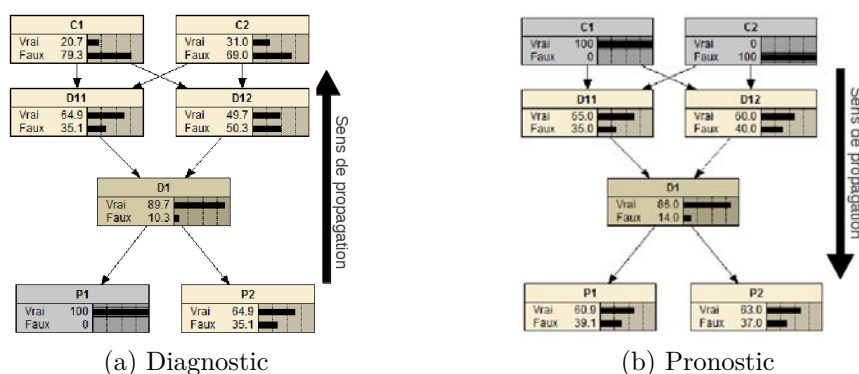 C1
Vrai 20.7
Faux 79.3
C2
Vrai 31.0
Faux 69.0
D11
Vrai 64.9
Faux 35.1
D12
Vrai 49.7
Faux 50.3
D1
Vrai 89.7
Faux 10.3
P1
Vrai 100
Faux 0
P2
Vrai 64.9
Faux 35.1
Sens de propagation
(a) Diagnostic
C1
Vrai 100
Faux 0
C2
Vrai 0
Faux 100
D11
Vrai 65.0
Faux 35.0
D12
Vrai 60.0
Faux 40.0
D1
Vrai 86.0
Faux 14.0
P1
Vrai 60.9
Faux 39.1
P2
Vrai 63.0
Faux 37.0
Sens de propagation
(b) Pronostic